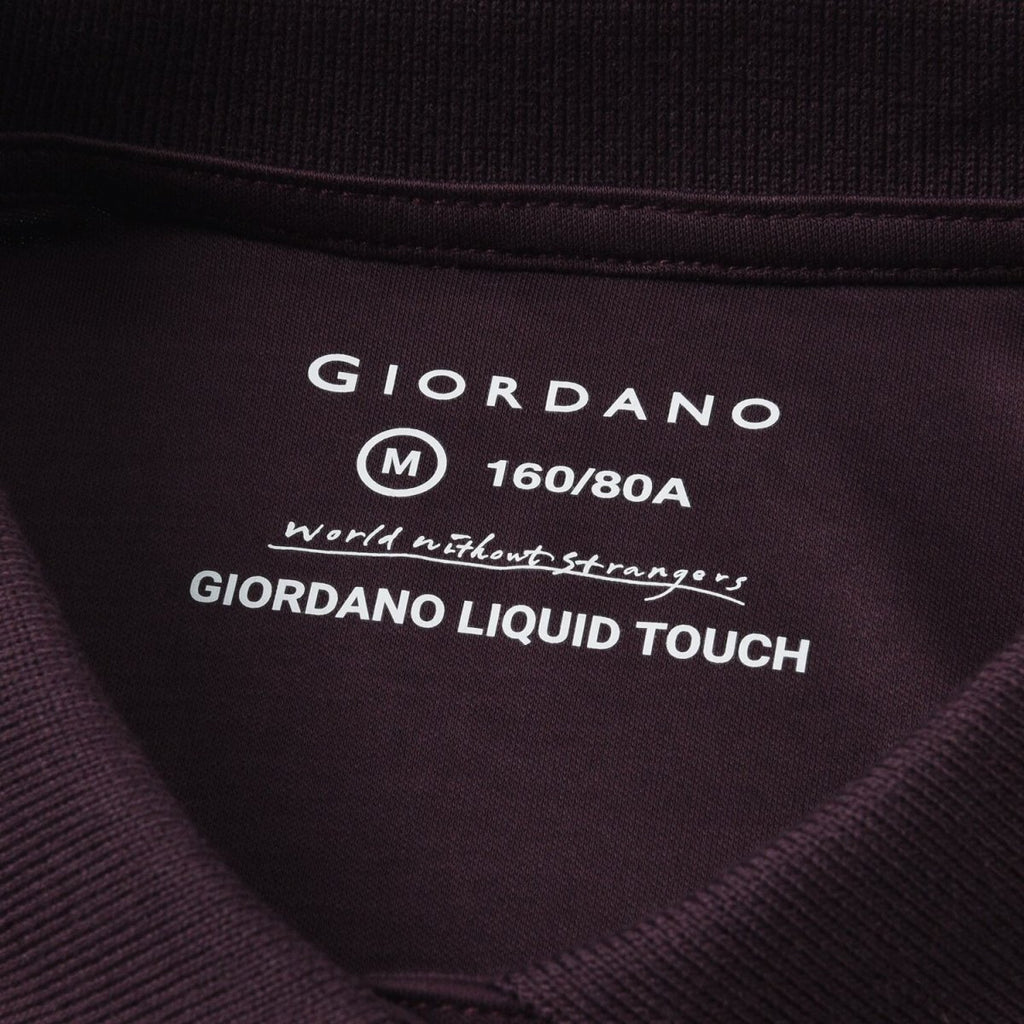 GIORDANO
M 160/80A
World without strangers
GIORDANO LIQUID TOUCH